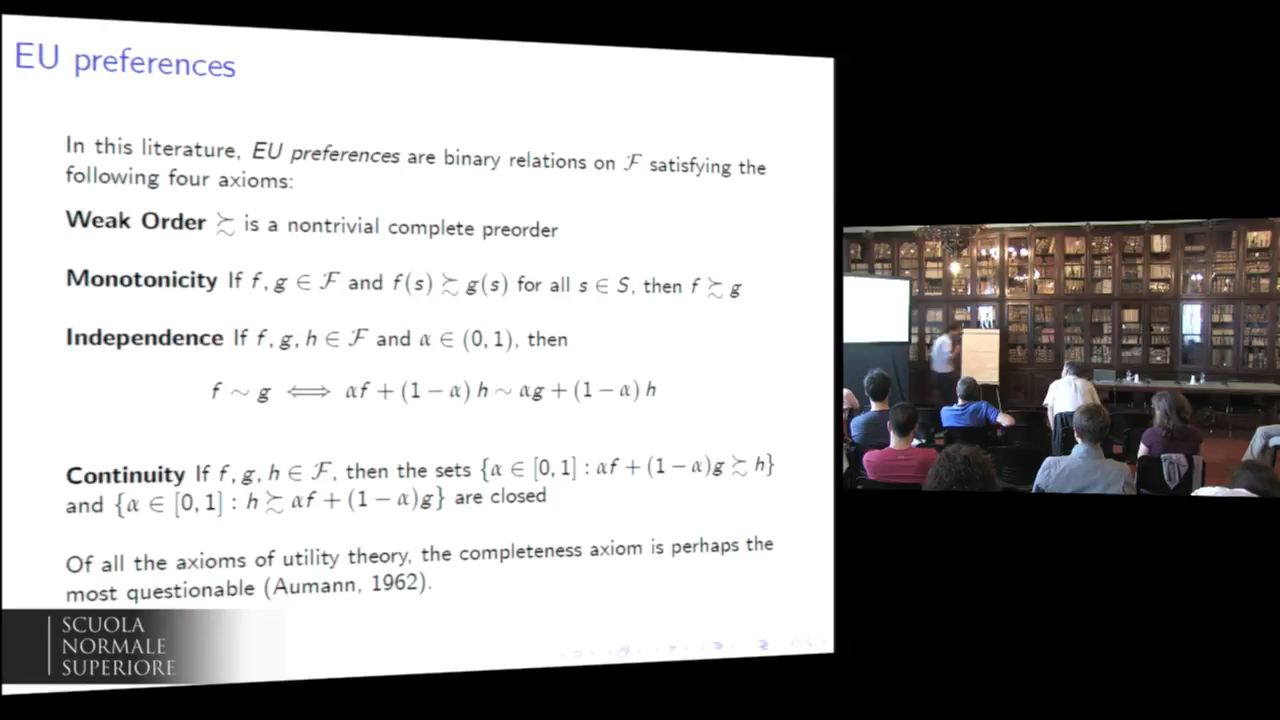 EU preferences
In this literature, EU preferences are binary relations on ℱ satisfying the
following four axioms:
Weak Order ≿ is a nontrivial complete preorder
Monotonicity If f, g ∈ ℱ and f(s) ≿ g(s) for all s ∈ S, then f ≿ g
Independence If f, g, h ∈ ℱ and α ∈ (0, 1), then
f ∼ g ⟺ αf + (1 − α) h ∼ αg + (1 − α) h
Continuity If f, g, h ∈ ℱ, then the sets {α ∈ [0, 1] : αf + (1 − α)g ≿ h}
and {α ∈ [0, 1] : h ≿ αf + (1 − α)g} are closed
Of all the axioms of utility theory, the completeness axiom is perhaps the
most questionable (Aumann, 1962).
SCUOLA
NORMALE
SUPERIORE